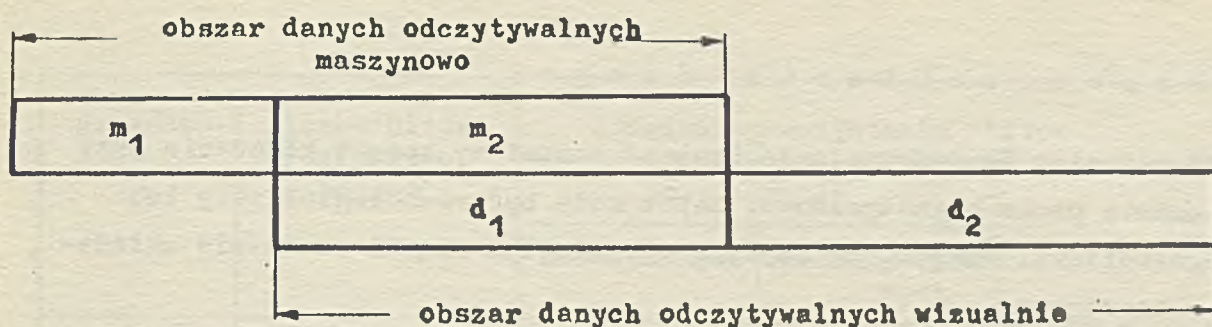 obszar danych odczytywalnych
maszynowo
m₁ m₂
d₁ d₂
obszar danych odczytywalnych wizualnie